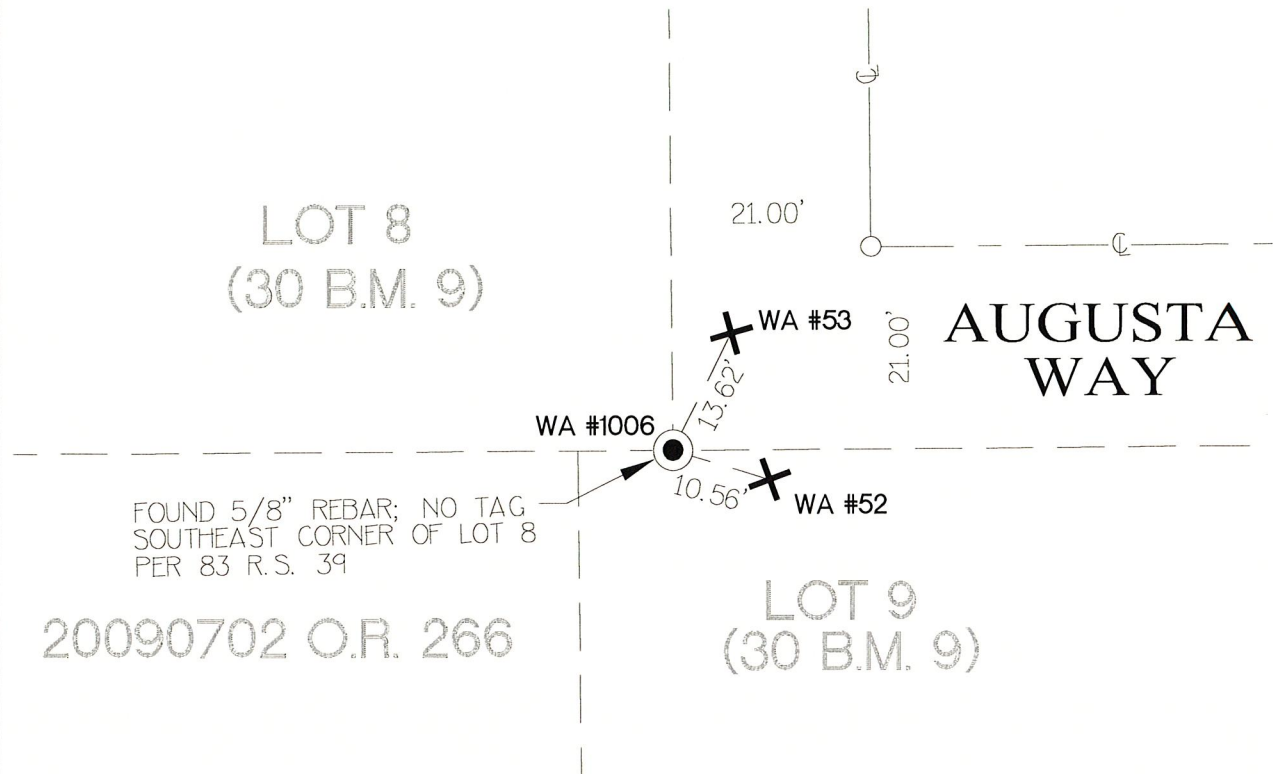 ℄
LOT 8
(30 B.M. 9)
21.00'
℄
WA #53
21.00'
AUGUSTA
WAY
13.62'
WA #1006
10.56'
WA #52
FOUND 5/8" REBAR; NO TAG
SOUTHEAST CORNER OF LOT 8
PER 83 R.S. 39
20090702 O.R. 266
LOT 9
(30 B.M. 9)